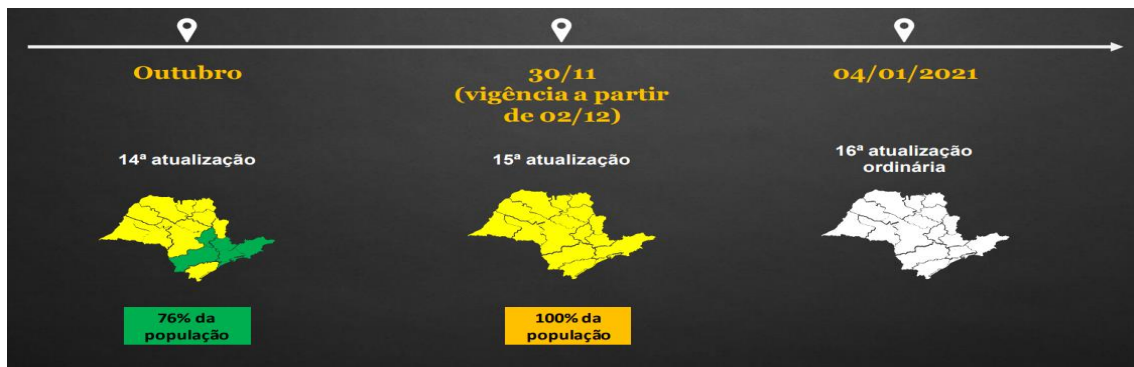 Outubro
30/11
(vigência a partir
de 02/12)
04/01/2021
14ª atualização
15ª atualização
16ª atualização
ordinária
76% da
população
100% da
população